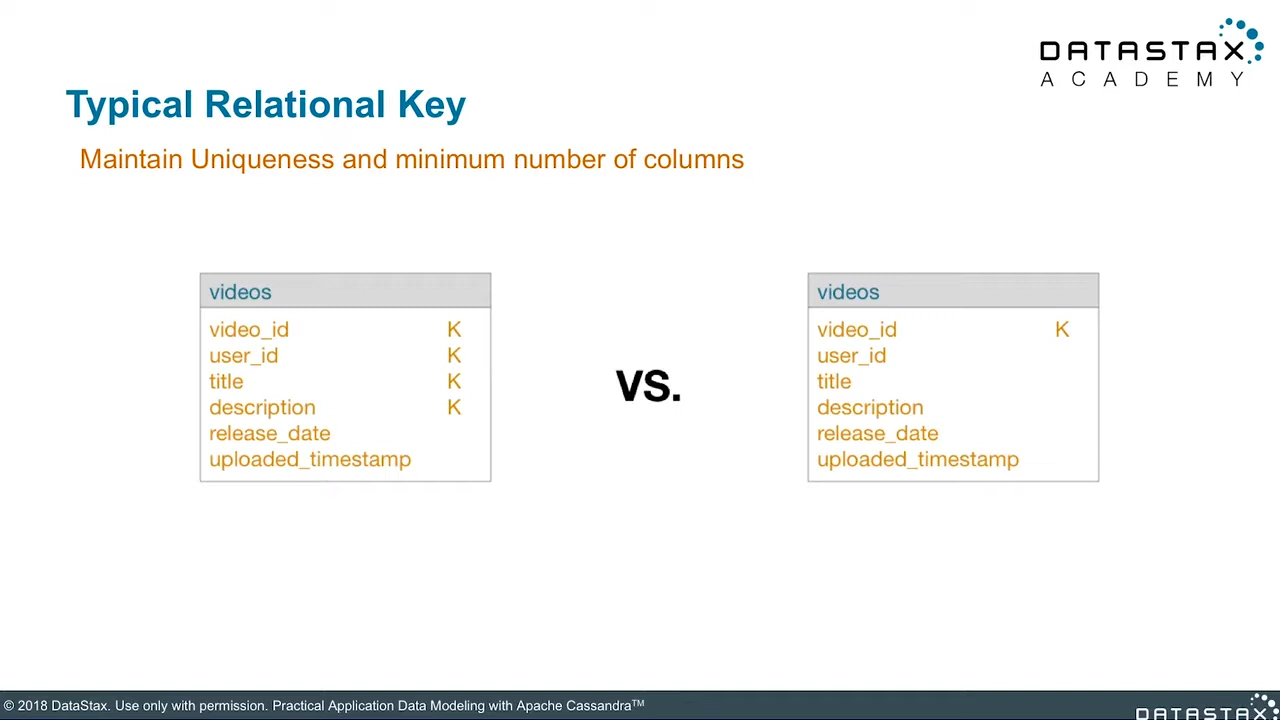 DATASTAX
ACADEMY
Typical Relational Key
Maintain Uniqueness and minimum number of columns
videos
video_id K
user_id K
title K
description K
release_date
uploaded_timestamp
vs.
videos
video_id K
user_id
title
description
release_date
uploaded_timestamp
© 2018 DataStax. Use only with permission. Practical Application Data Modeling with Apache Cassandra™
DATASTAX